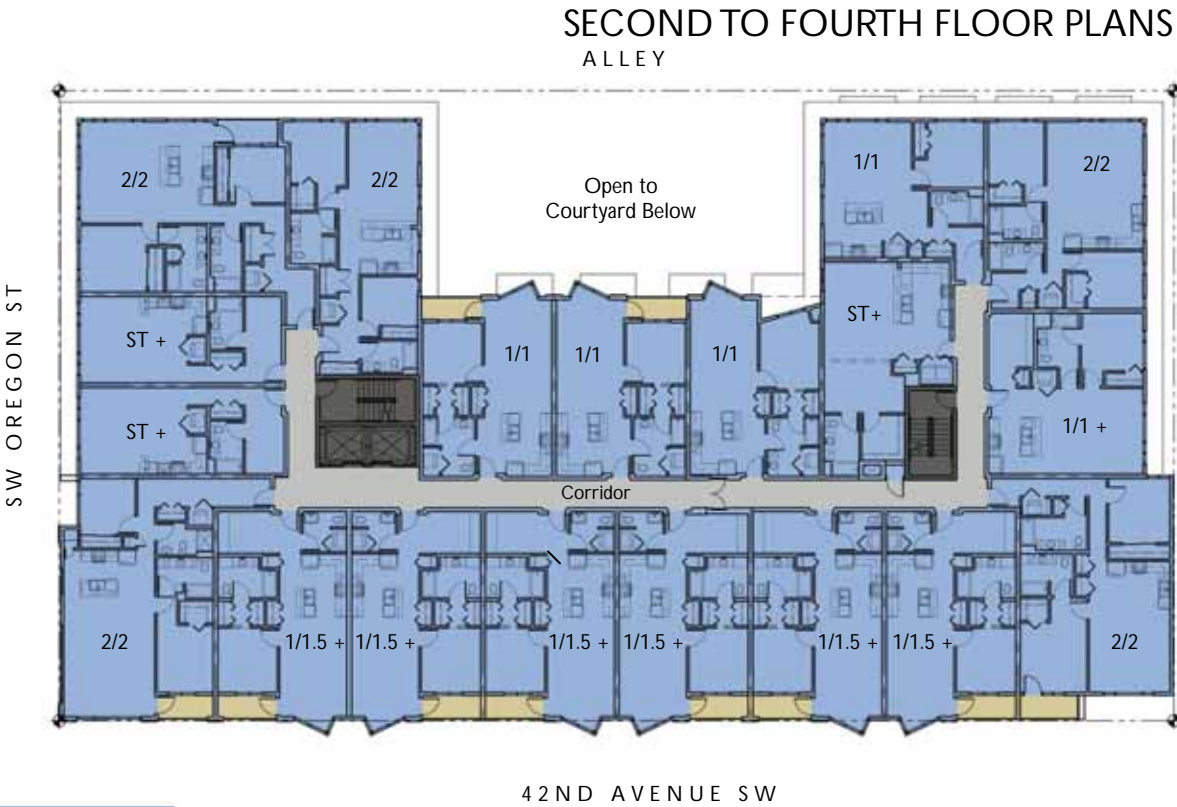 SECOND TO FOURTH FLOOR PLANS
ALLEY
2/2
2/2
Open to
Courtyard Below
1/1
2/2
SW OREGON ST
ST +
1/1
1/1
1/1
ST+
ST +
1/1 +
Corridor
2/2
1/1.5 +
1/1.5 +
1/1.5 +
1/1.5 +
1/1.5 +
1/1.5 +
2/2
42ND AVENUE SW